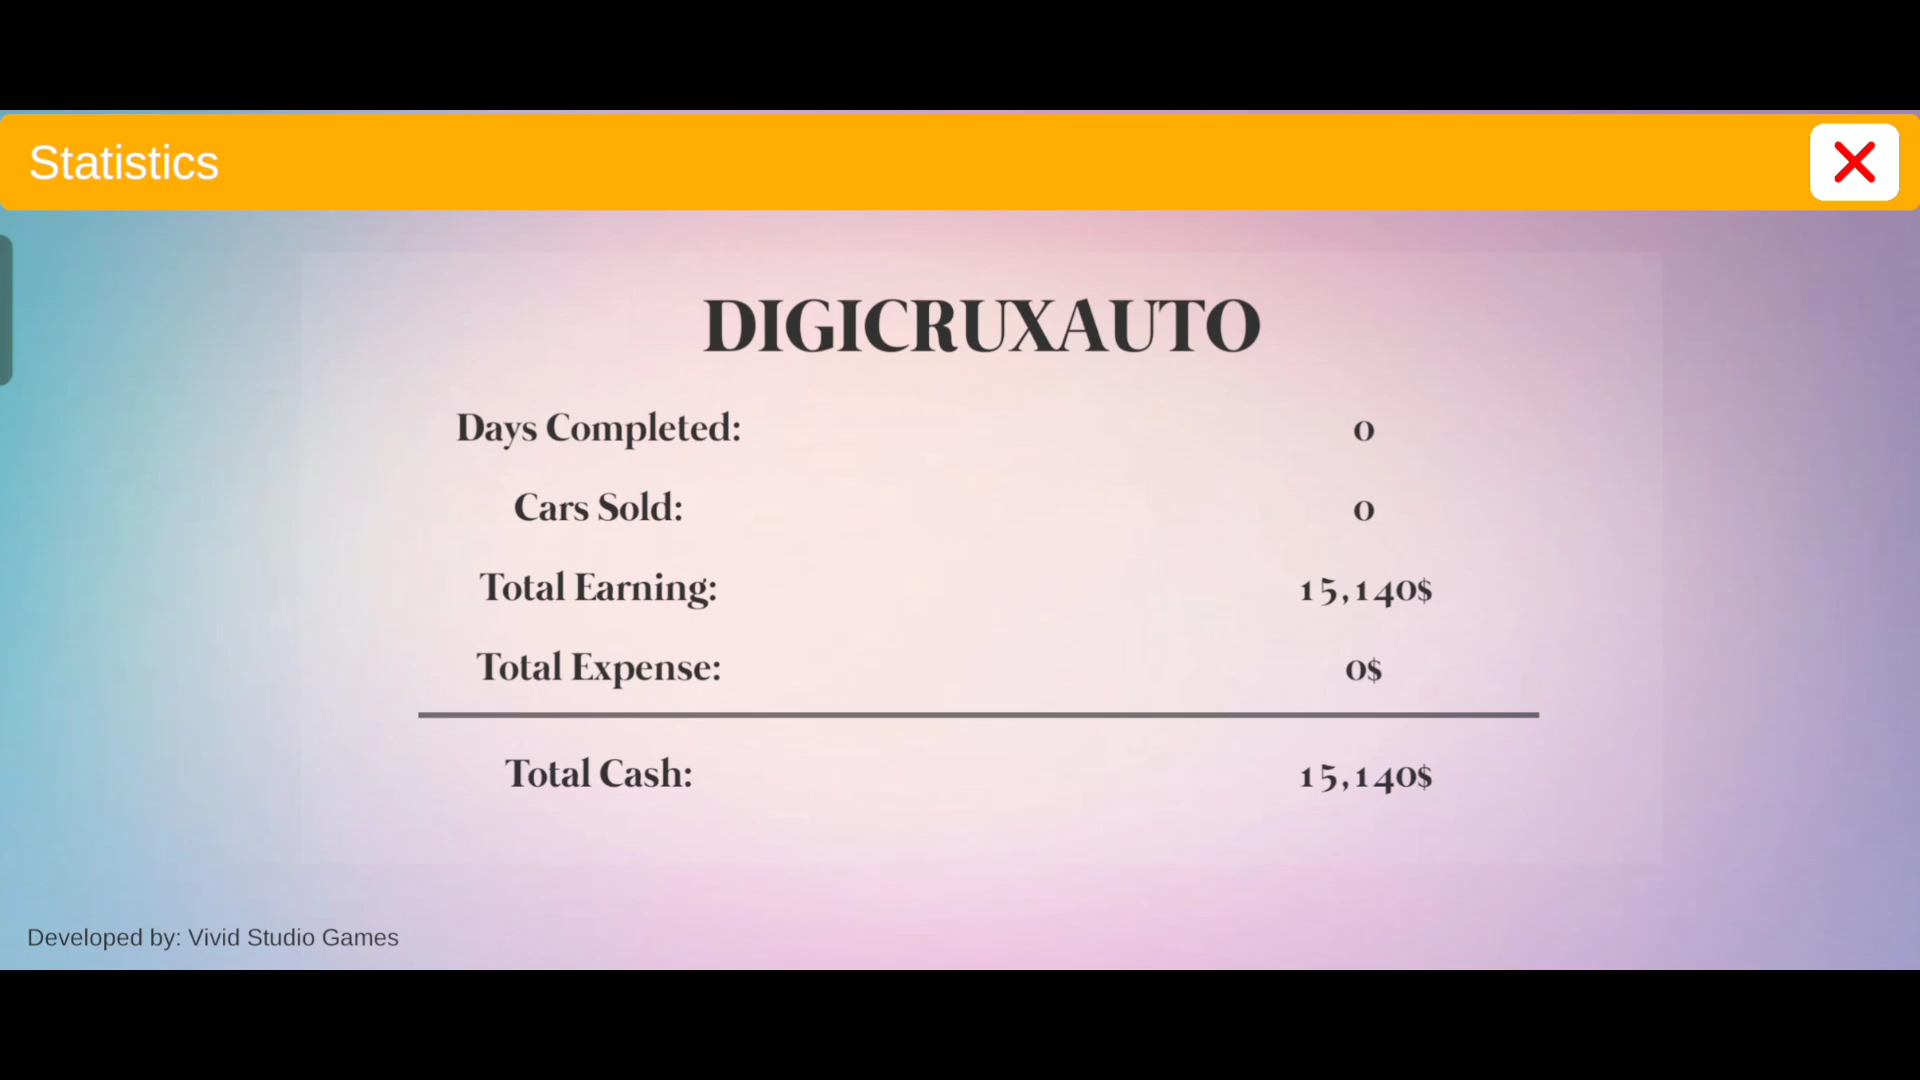 Statistics
DIGICRUXAUTO
Days Completed: 0
Cars Sold: 0
Total Earning: 15,140$
Total Expense: 0$
Total Cash: 15,140$
Developed by: Vivid Studio Games